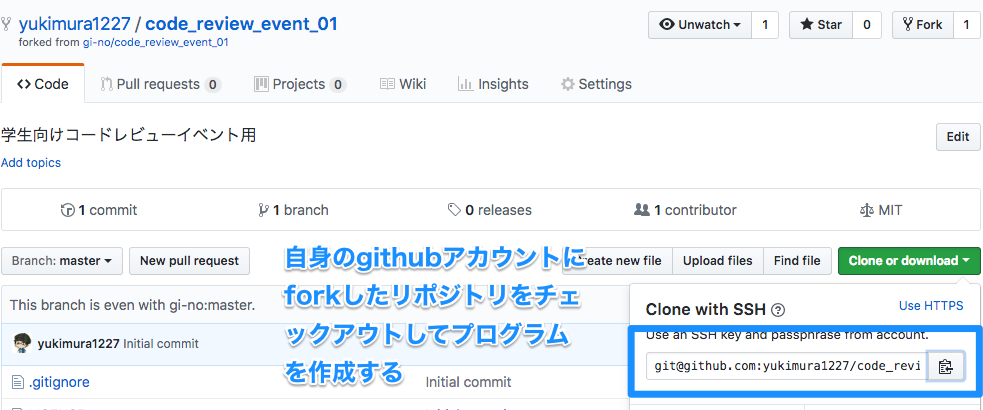 yukimura1227 / code_review_event_01
forked from gi-no/code_review_event_01
Unwatch 1
Star 0
Fork 1
Code
Pull requests 0
Projects 0
Wiki
Insights
Settings
学生向けコードレビューイベント用
Edit
Add topics
1 commit
1 branch
0 releases
1 contributor
MIT
Branch: master
New pull request
Create new file
Upload files
Find file
Clone or download
自身のgithubアカウントに
forkしたリポジトリをチェ
ックアウトしてプログラム
を作成する
This branch is even with gi-no:master.
yukimura1227 Initial commit
.gitignore
Initial commit
Clone with SSH
Use HTTPS
Use an SSH key and passphrase from account.
git@github.com:yukimura1227/code_revi